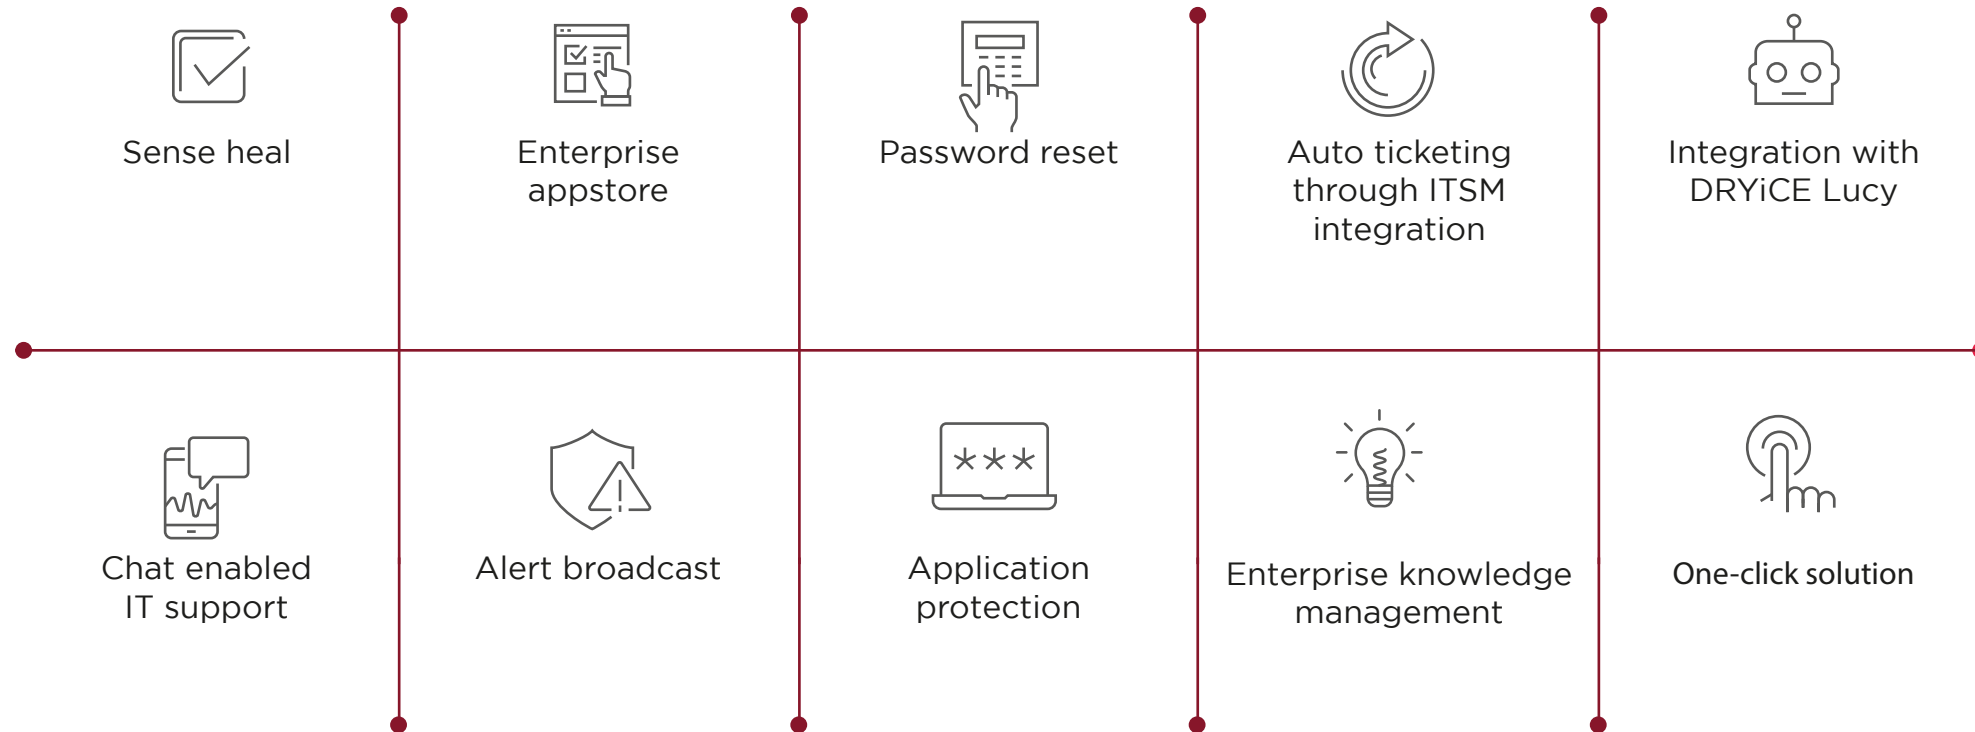 Sense heal
Enterprise
appstore
Password reset
Auto ticketing
through ITSM
integration
Integration with
DRYiCE Lucy
Chat enabled
IT support
Alert broadcast
Application
protection
Enterprise knowledge
management
One-click solution